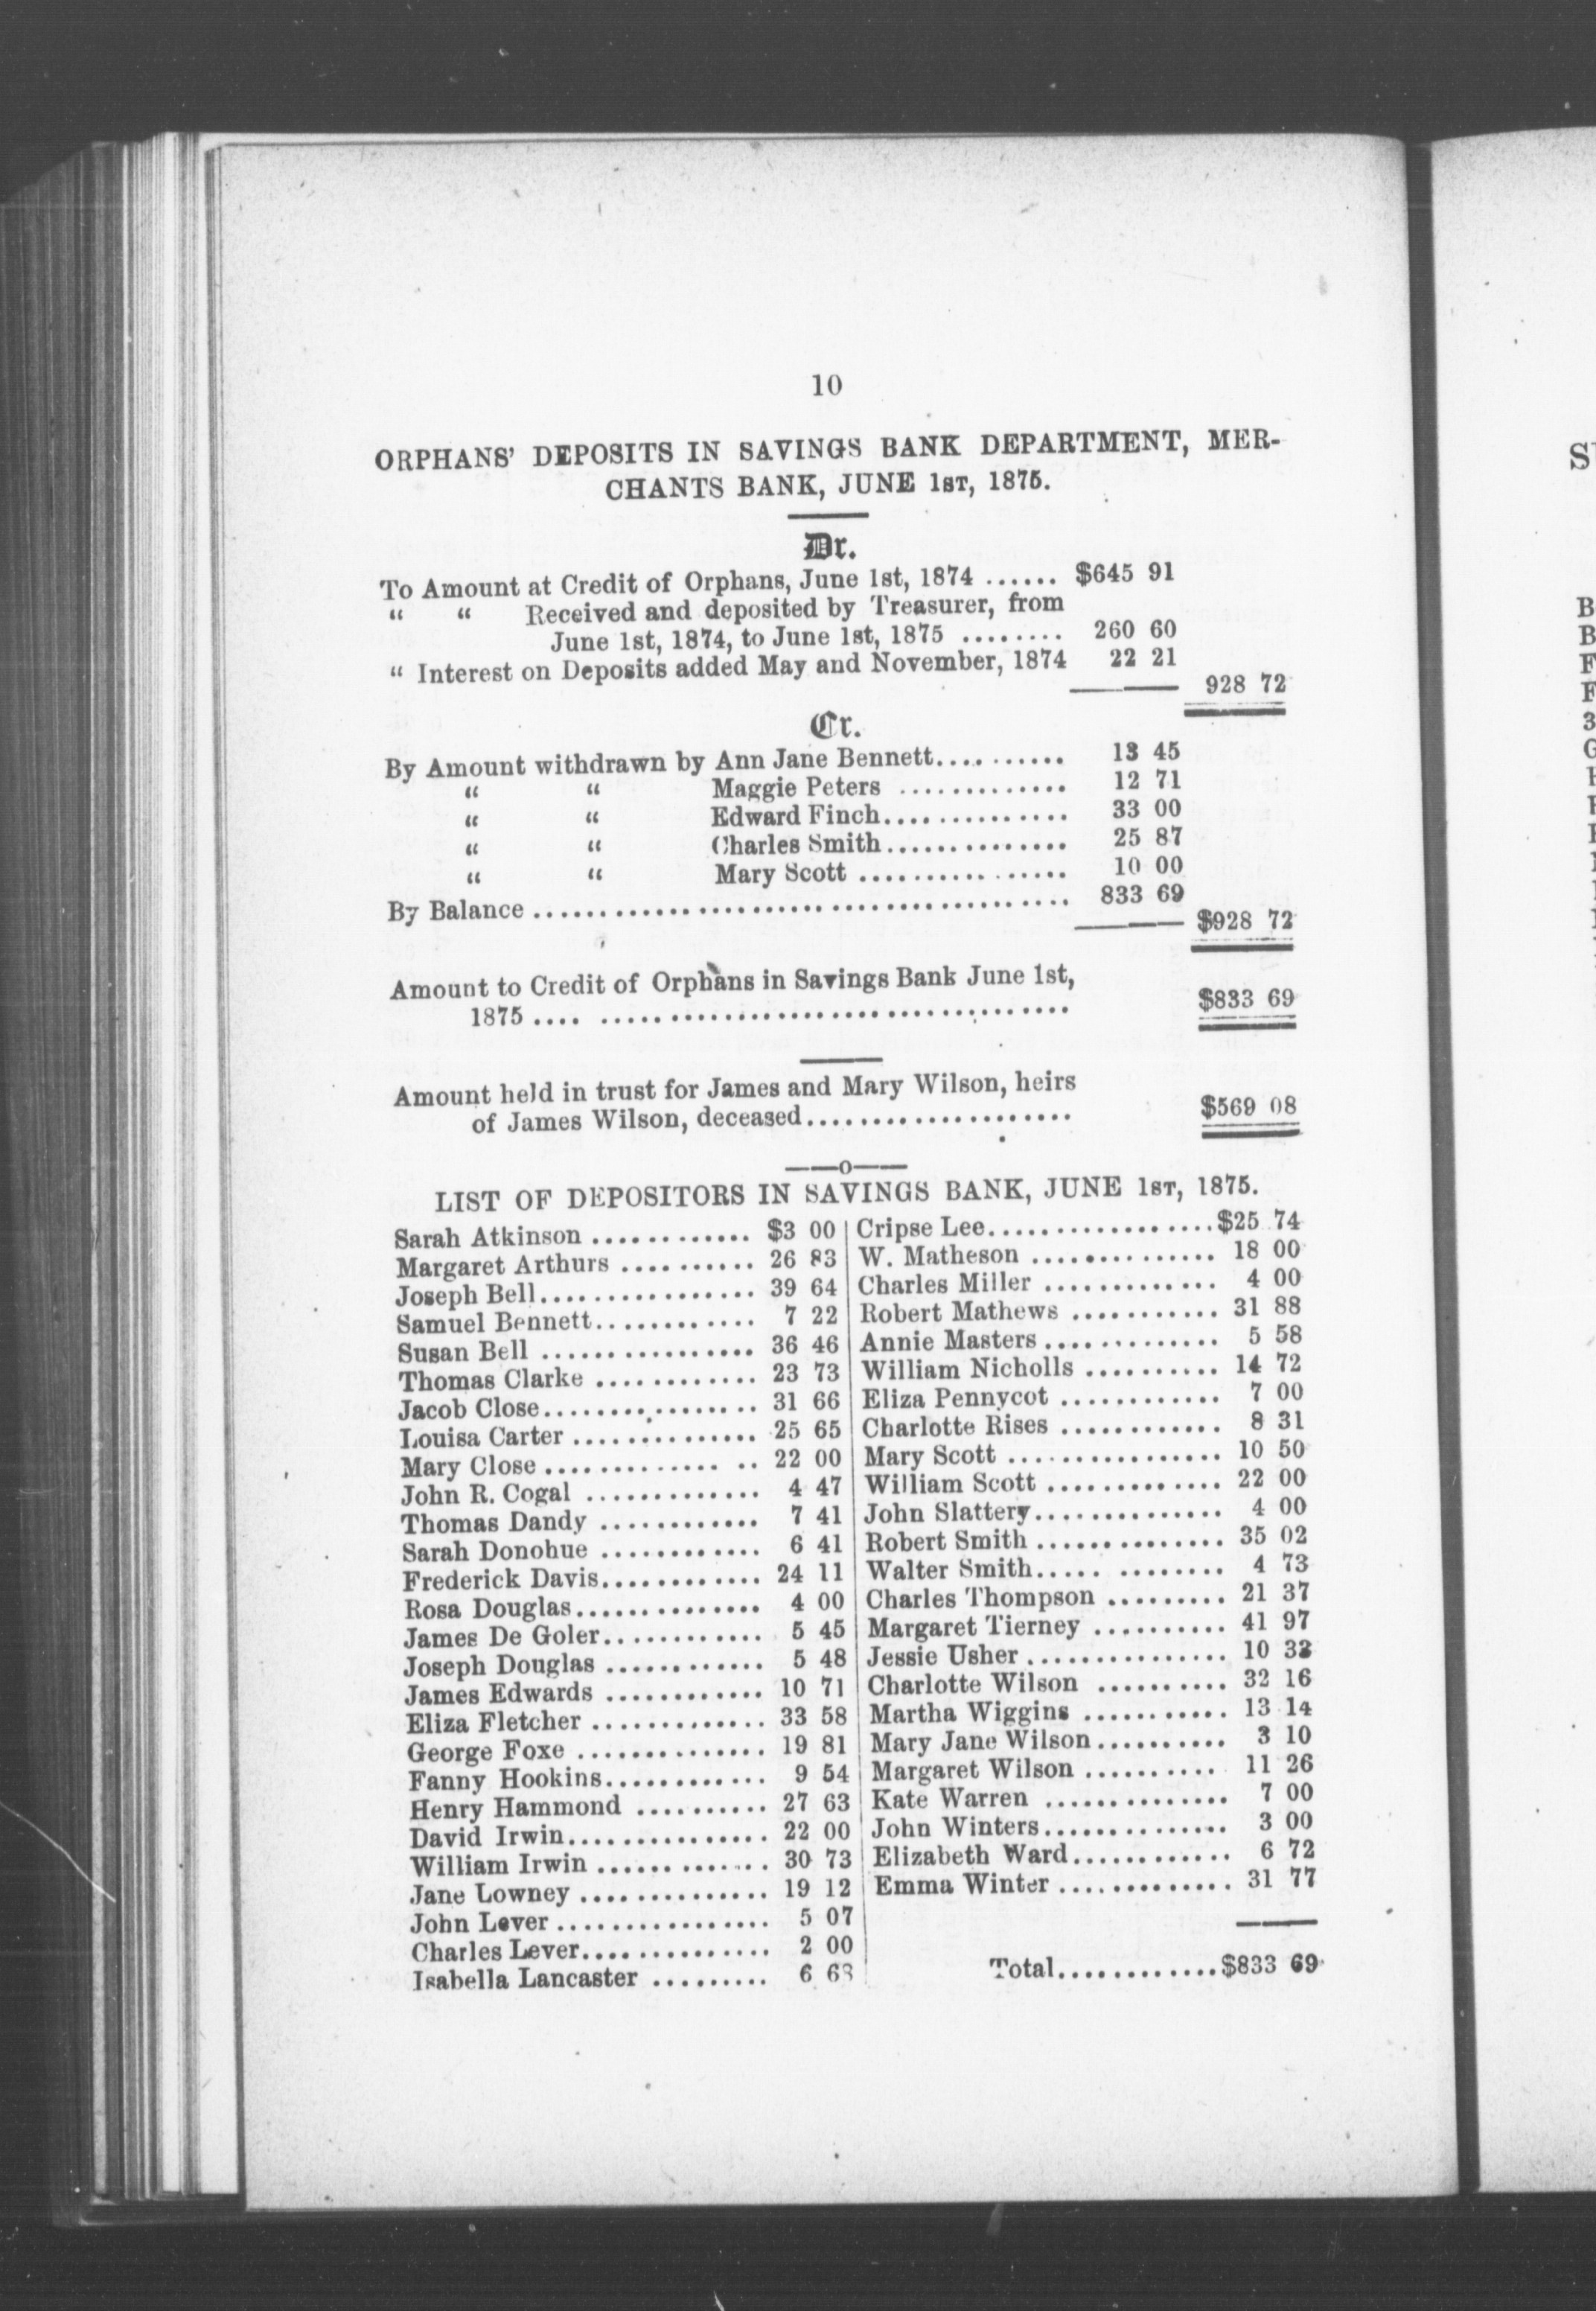 10
ORPHANS' DEPOSITS IN SAVINGS BANK DEPARTMENT, MER-
CHANTS BANK, JUNE 1ST, 1875.
Dr.
To Amount at Credit of Orphans, June 1st, 1874 ...... $645 91
“ “ Received and deposited by Treasurer, from
June 1st, 1874, to June 1st, 1875 ........ 260 60
“ Interest on Deposits added May and November, 1874 22 21
928 72
Cr.
By Amount withdrawn by Ann Jane Bennett.......... 13 45
“ “ Maggie Peters ............. 12 71
“ “ Edward Finch.............. 33 00
“ “ Charles Smith.............. 25 87
“ “ Mary Scott ................ 10 00
By Balance ........................................ 833 69
$928 72
Amount to Credit of Orphans in Savings Bank June 1st,
1875 .... .................................... $833 69
Amount held in trust for James and Mary Wilson, heirs
of James Wilson, deceased.................... $569 08
——o——
LIST OF DEPOSITORS IN SAVINGS BANK, JUNE 1ST, 1875.
Sarah Atkinson ............ $3 00
Margaret Arthurs .......... 26 83
Joseph Bell................ 39 64
Samuel Bennett............ 7 22
Susan Bell ................ 36 46
Thomas Clarke ............ 23 73
Jacob Close................ 31 66
Louisa Carter .............. 25 65
Mary Close .............. .. 22 00
John R. Cogal ............. 4 47
Thomas Dandy ............ 7 41
Sarah Donohue ............ 6 41
Frederick Davis............ 24 11
Rosa Douglas.............. 4 00
James De Goler............ 5 45
Joseph Douglas ............ 5 48
James Edwards ............ 10 71
Eliza Fletcher ............. 33 58
George Foxe .............. 19 81
Fanny Hookins............ 9 54
Henry Hammond .......... 27 63
David Irwin............... 22 00
William Irwin ............. 30 73
Jane Lowney .............. 19 12
John Lever ................ 5 07
Charles Lever.............. 2 00
Isabella Lancaster ......... 6 63
Cripse Lee.................$25 74
W. Matheson .............. 18 00
Charles Miller ............. 4 00
Robert Mathews ........... 31 88
Annie Masters ............. 5 58
William Nicholls .......... 14 72
Eliza Pennycot ............ 7 00
Charlotte Rises ............ 8 31
Mary Scott ................ 10 50
William Scott ............. 22 00
John Slattery.............. 4 00
Robert Smith .............. 35 02
Walter Smith..... ........ 4 73
Charles Thompson ......... 21 37
Margaret Tierney .......... 41 97
Jessie Usher ............... 10 33
Charlotte Wilson .......... 32 16
Martha Wiggins ........... 13 14
Mary Jane Wilson.......... 3 10
Margaret Wilson .......... 11 26
Kate Warren .............. 7 00
John Winters.............. 3 00
Elizabeth Ward............ 6 72
Emma Winter ............. 31 77
Total.............$833 69